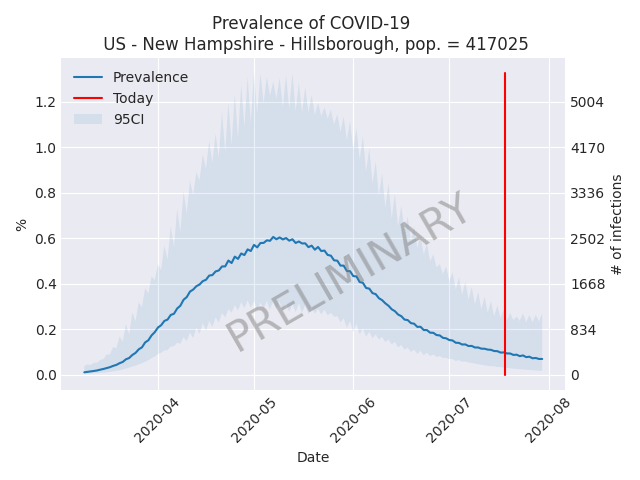 Prevalence of COVID-19
US - New Hampshire - Hillsborough, pop. = 417025
Prevalence
Today
95CI
1.2
1.0
0.8
0.6
0.4
0.2
0.0
%
5004
4170
3336
2502
1668
834
0
# of infections
PRELIMINARY
2020-04
2020-05
2020-06
2020-07
2020-08
Date